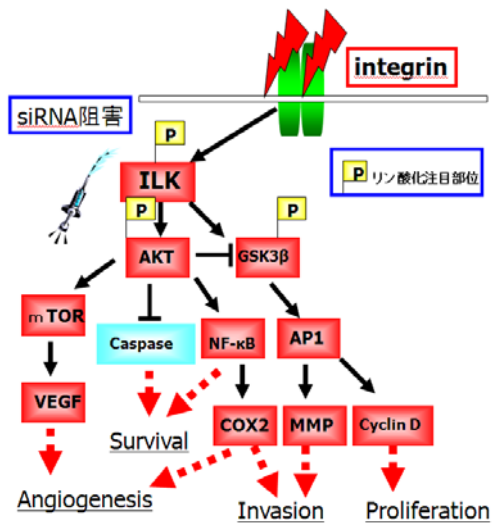 integrin
siRNA阻害
P
ILK
P リン酸化注目部位
P
P
AKT
GSK3β
mTOR
Caspase
NF-κB
AP1
VEGF
COX2
MMP
Cyclin D
Survival
Angiogenesis
Invasion
Proliferation